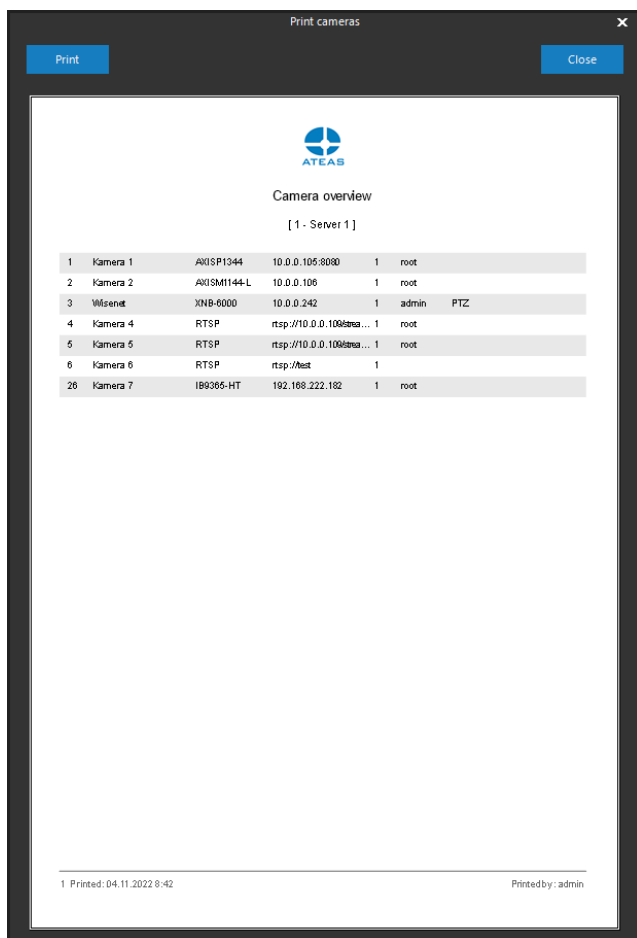 Print cameras
Print
Close
ATEAS
Camera overview
[ 1 - Server 1 ]
1 Kamera 1 AXISP1344 10.0.0.105:8080 1 root
2 Kamera 2 AXISM1144-L 10.0.0.106 1 root
3 Wisenet XNB-6000 10.0.0.242 1 admin PTZ
4 Kamera 4 RTSP rtsp://10.0.0.109/strea... 1 root
5 Kamera 5 RTSP rtsp://10.0.0.109/strea... 1 root
6 Kamera 6 RTSP rtsp://test 1
26 Kamera 7 IB9365-HT 192.168.222.182 1 root
1 Printed: 04.11.2022 8:42 Printed by: admin